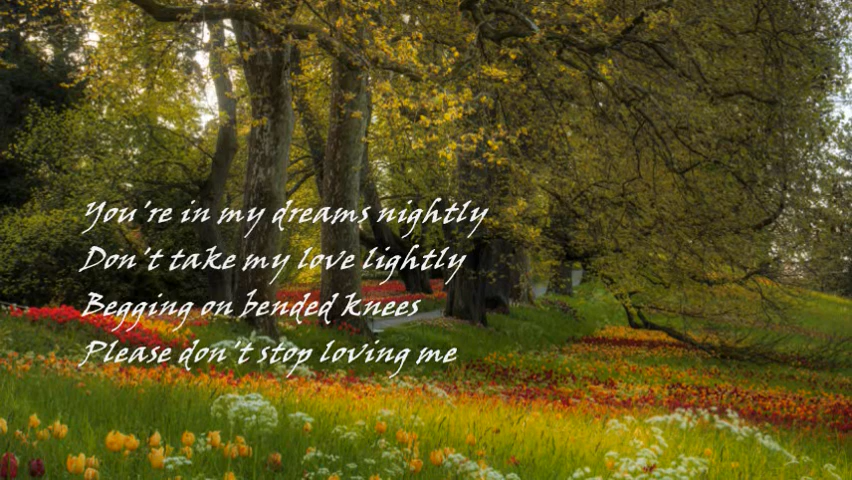 You're in my dreams nightly
Don't take my love lightly
Begging on bended knees
Please don't stop loving me